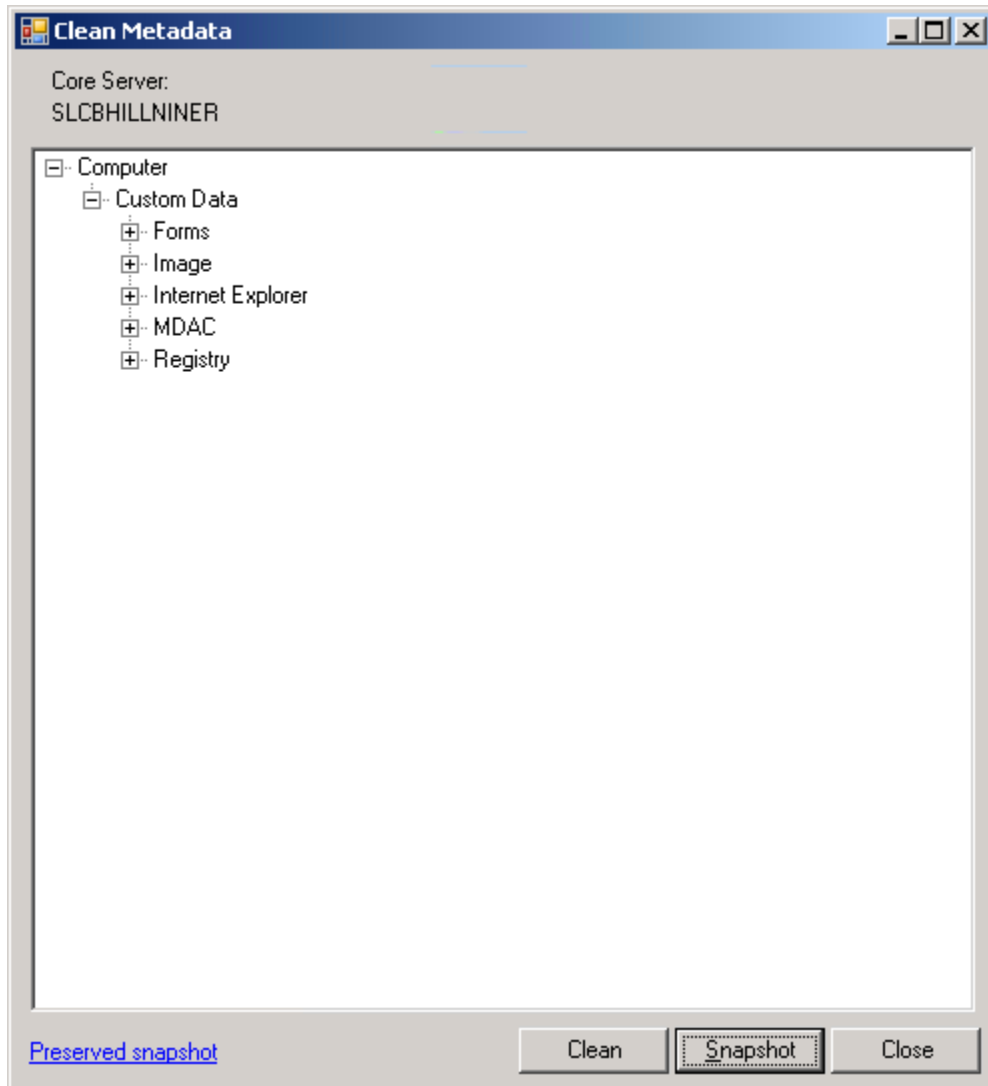 Clean Metadata
Core Server:
SLCBHILLNINER
Computer
Custom Data
Forms
Image
Internet Explorer
MDAC
Registry
Preserved snapshot
Clean
Snapshot
Close